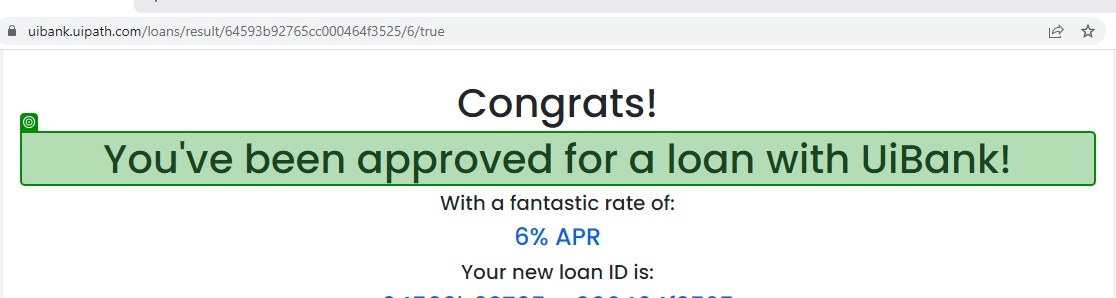 uibank.uipath.com/loans/result/64593b92765cc000464f3525/6/true
Congrats!
You've been approved for a loan with UiBank!
With a fantastic rate of:
6% APR
Your new loan ID is: